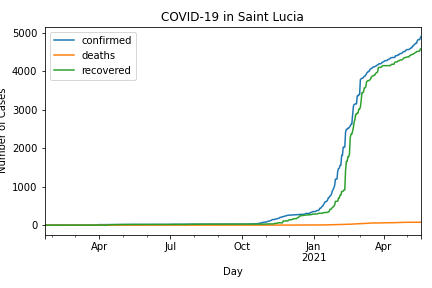 COVID-19 in Saint Lucia
confirmed
deaths
recovered
5000
4000
3000
2000
1000
0
Number of Cases
Apr
Jul
Oct
Jan
2021
Apr
Day